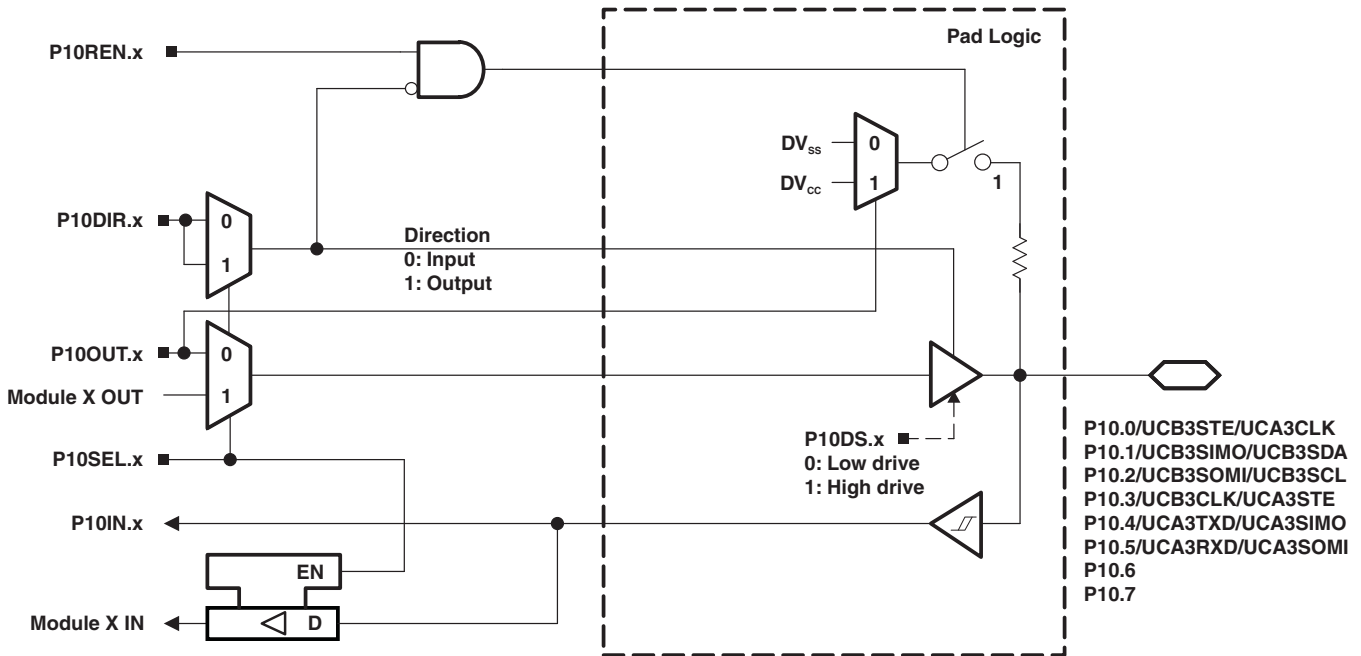 Pad Logic
P10REN.x
DVss
0
DVcc
1
1
P10DIR.x
0
1
Direction
0: Input
1: Output
P10OUT.x
0
Module X OUT
1
P10SEL.x
P10DS.x
0: Low drive
1: High drive
P10IN.x
EN
Module X IN
D
P10.0/UCB3STE/UCA3CLK
P10.1/UCB3SIMO/UCB3SDA
P10.2/UCB3SOMI/UCB3SCL
P10.3/UCB3CLK/UCA3STE
P10.4/UCA3TXD/UCA3SIMO
P10.5/UCA3RXD/UCA3SOMI
P10.6
P10.7